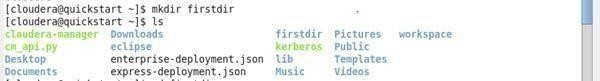 [cloudera@quickstart ~]$ mkdir firstdir
[cloudera@quickstart ~]$ ls
cloudera-manager Downloads firstdir Pictures workspace
cm_api.py eclipse kerberos Public
Desktop enterprise-deployment.json lib Templates
Documents express-deployment.json Music Videos